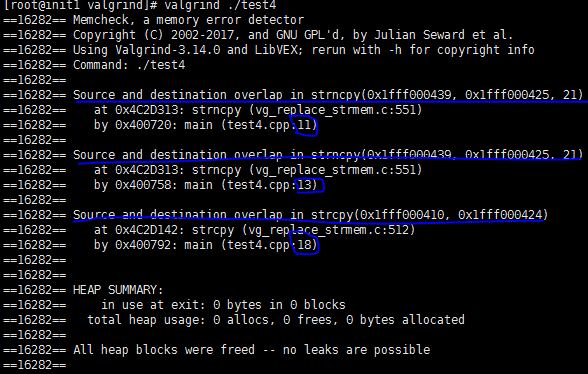 [root@init1 valgrind]# valgrind ./test4
==16282== Memcheck, a memory error detector
==16282== Copyright (C) 2002-2017, and GNU GPL'd, by Julian Seward et al.
==16282== Using Valgrind-3.14.0 and LibVEX; rerun with -h for copyright info
==16282== Command: ./test4
==16282==
==16282== Source and destination overlap in strncpy(0x1fff000439, 0x1fff000425, 21)
==16282==    at 0x4C2D313: strncpy (vg_replace_strmem.c:551)
==16282==    by 0x400720: main (test4.cpp:11)
==16282==
==16282== Source and destination overlap in strncpy(0x1fff000439, 0x1fff000425, 21)
==16282==    at 0x4C2D313: strncpy (vg_replace_strmem.c:551)
==16282==    by 0x400758: main (test4.cpp:13)
==16282==
==16282== Source and destination overlap in strcpy(0x1fff000410, 0x1fff000424)
==16282==    at 0x4C2D142: strcpy (vg_replace_strmem.c:512)
==16282==    by 0x400792: main (test4.cpp:18)
==16282==
==16282==
==16282== HEAP SUMMARY:
==16282==     in use at exit: 0 bytes in 0 blocks
==16282==   total heap usage: 0 allocs, 0 frees, 0 bytes allocated
==16282==
==16282== All heap blocks were freed -- no leaks are possible
==16282==